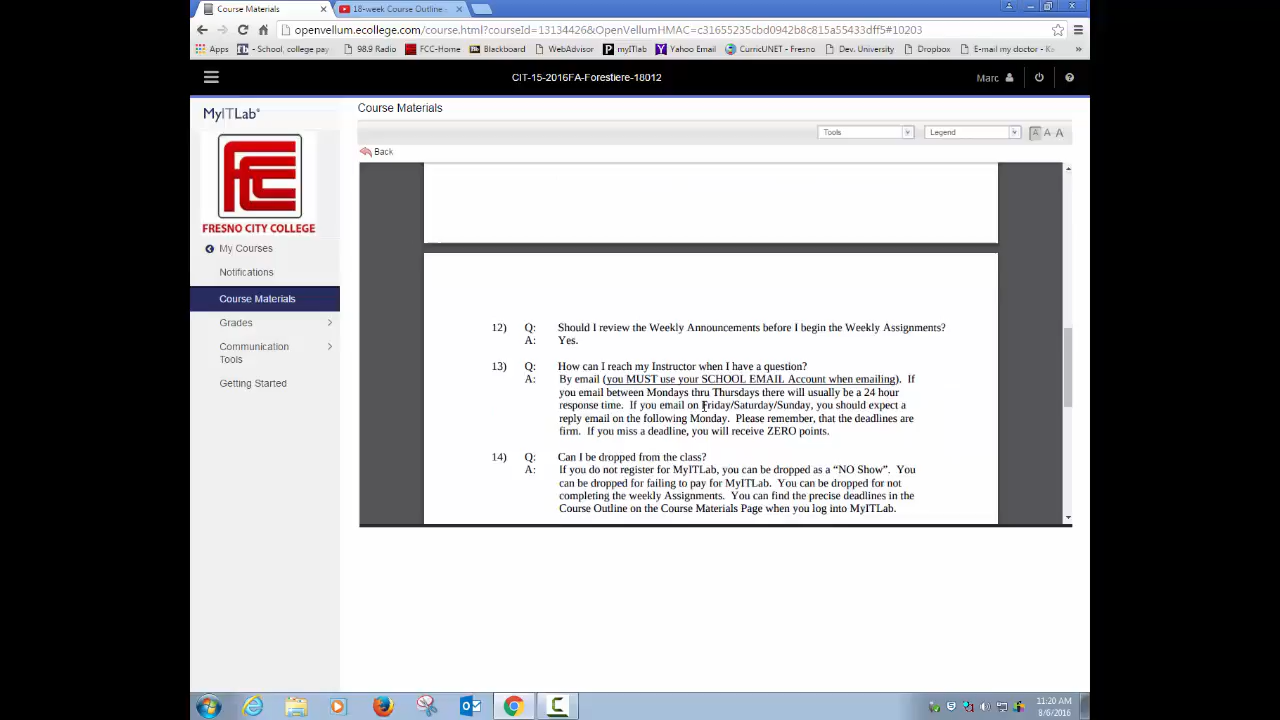 Course Materials
18-week Course Outline -
openvellum.ecollege.com/course.html?courseId=13134426&OpenVellumHMAC=c31655235cbd0942b8c815a55433dff5#10203
Apps - School, college pay 98.9 Radio FCC-Home Blackboard WebAdvisor myITlab Yahoo Email CurricUNET - Fresno Dev. University Dropbox E-mail my doctor - Ka »
CIT-15-2016FA-Forestiere-18012
Marc
MyITLab®
Course Materials
Tools
Legend
A A A
Back
FCC
FRESNO CITY COLLEGE
My Courses
Notifications
Course Materials
Grades
Communication
Tools
Getting Started
12) Q: Should I review the Weekly Announcements before I begin the Weekly Assignments?
A: Yes.
13) Q: How can I reach my Instructor when I have a question?
A: By email (you MUST use your SCHOOL EMAIL Account when emailing). If
you email between Mondays thru Thursdays there will usually be a 24 hour
response time. If you email on Friday/Saturday/Sunday, you should expect a
reply email on the following Monday. Please remember, that the deadlines are
firm. If you miss a deadline, you will receive ZERO points.
14) Q: Can I be dropped from the class?
A: If you do not register for MyITLab, you can be dropped as a “NO Show”. You
can be dropped for failing to pay for MyITLab. You can be dropped for not
completing the weekly Assignments. You can find the precise deadlines in the
Course Outline on the Course Materials Page when you log into MyITLab.
11:20 AM
8/6/2016